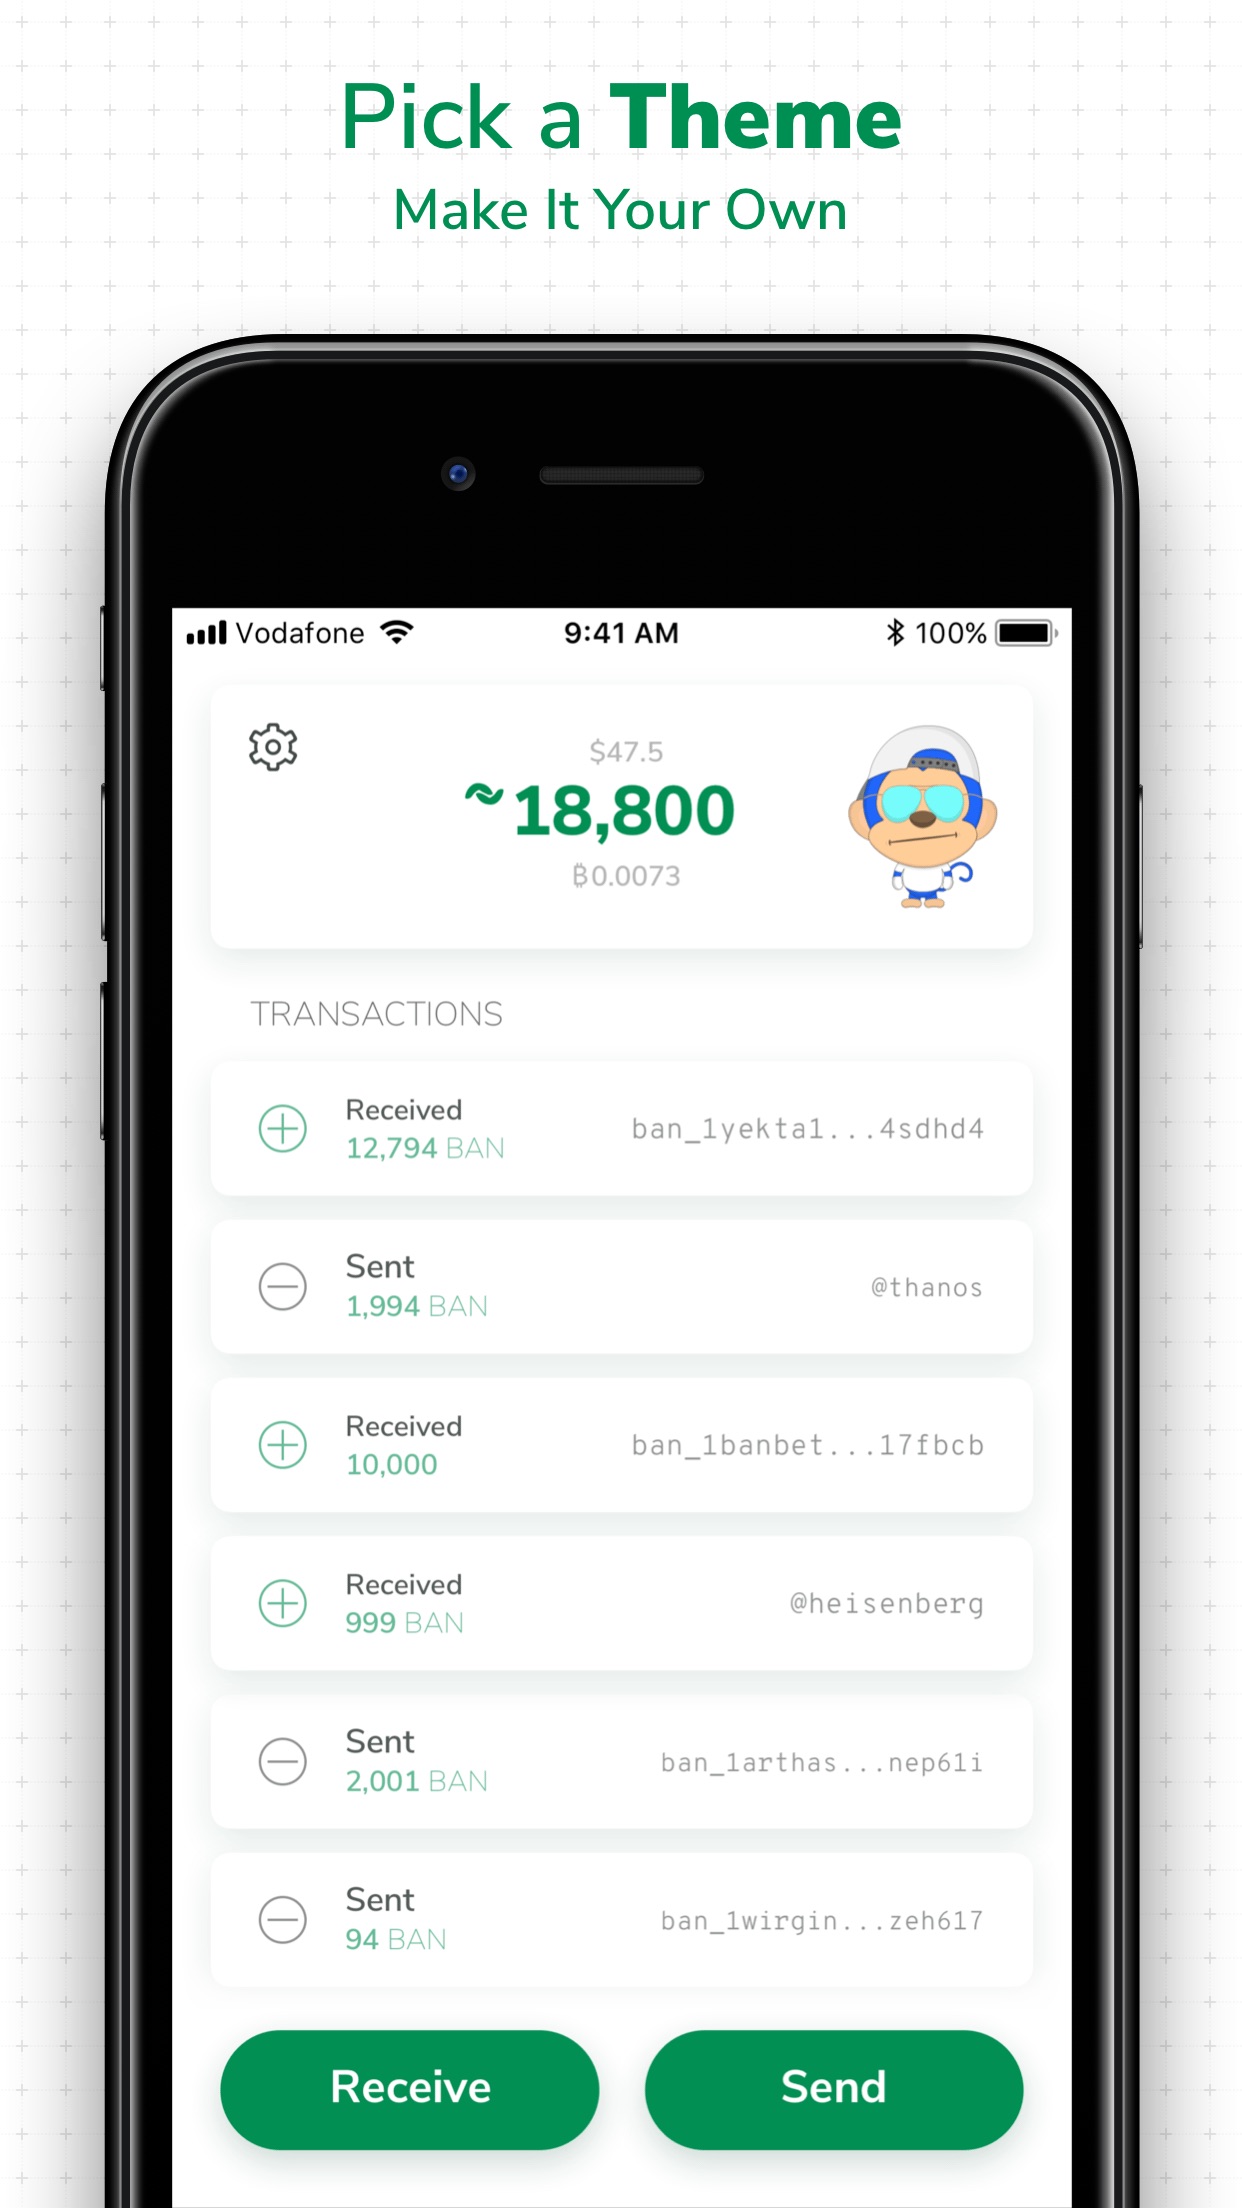 Pick a Theme
Make It Your Own
Vodafone 9:41 AM 100%
$47.5
18,800
₿0.0073
TRANSACTIONS
Received
12,794 BAN
ban_1yekta1...4sdhd4
Sent
1,994 BAN
@thanos
Received
10,000
ban_1banbet...17fbcb
Received
999 BAN
@heisenberg
Sent
2,001 BAN
ban_1arthas...nep61i
Sent
94 BAN
ban_1wirgin...zeh617
Receive Send